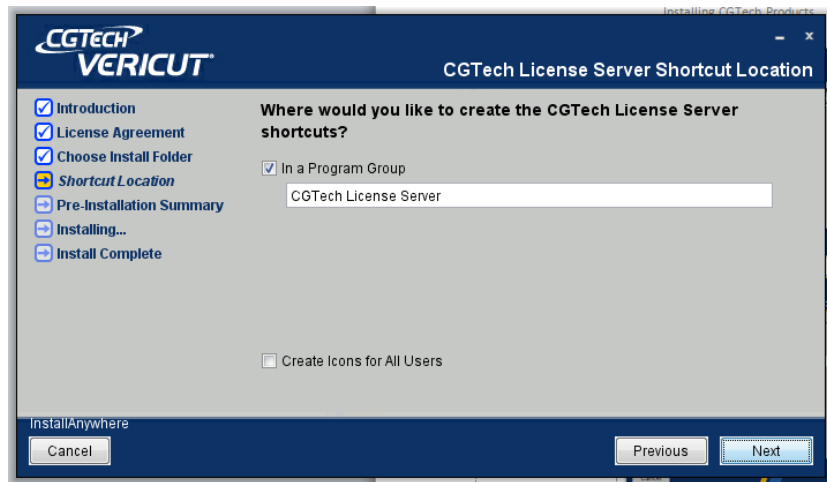 Installing CGTech Products
CGTECH
VERICUT
CGTech License Server Shortcut Location
Introduction
License Agreement
Choose Install Folder
Shortcut Location
Pre-Installation Summary
Installing...
Install Complete
Where would you like to create the CGTech License Server
shortcuts?
In a Program Group
CGTech License Server
Create Icons for All Users
InstallAnywhere
Cancel
Previous
Next